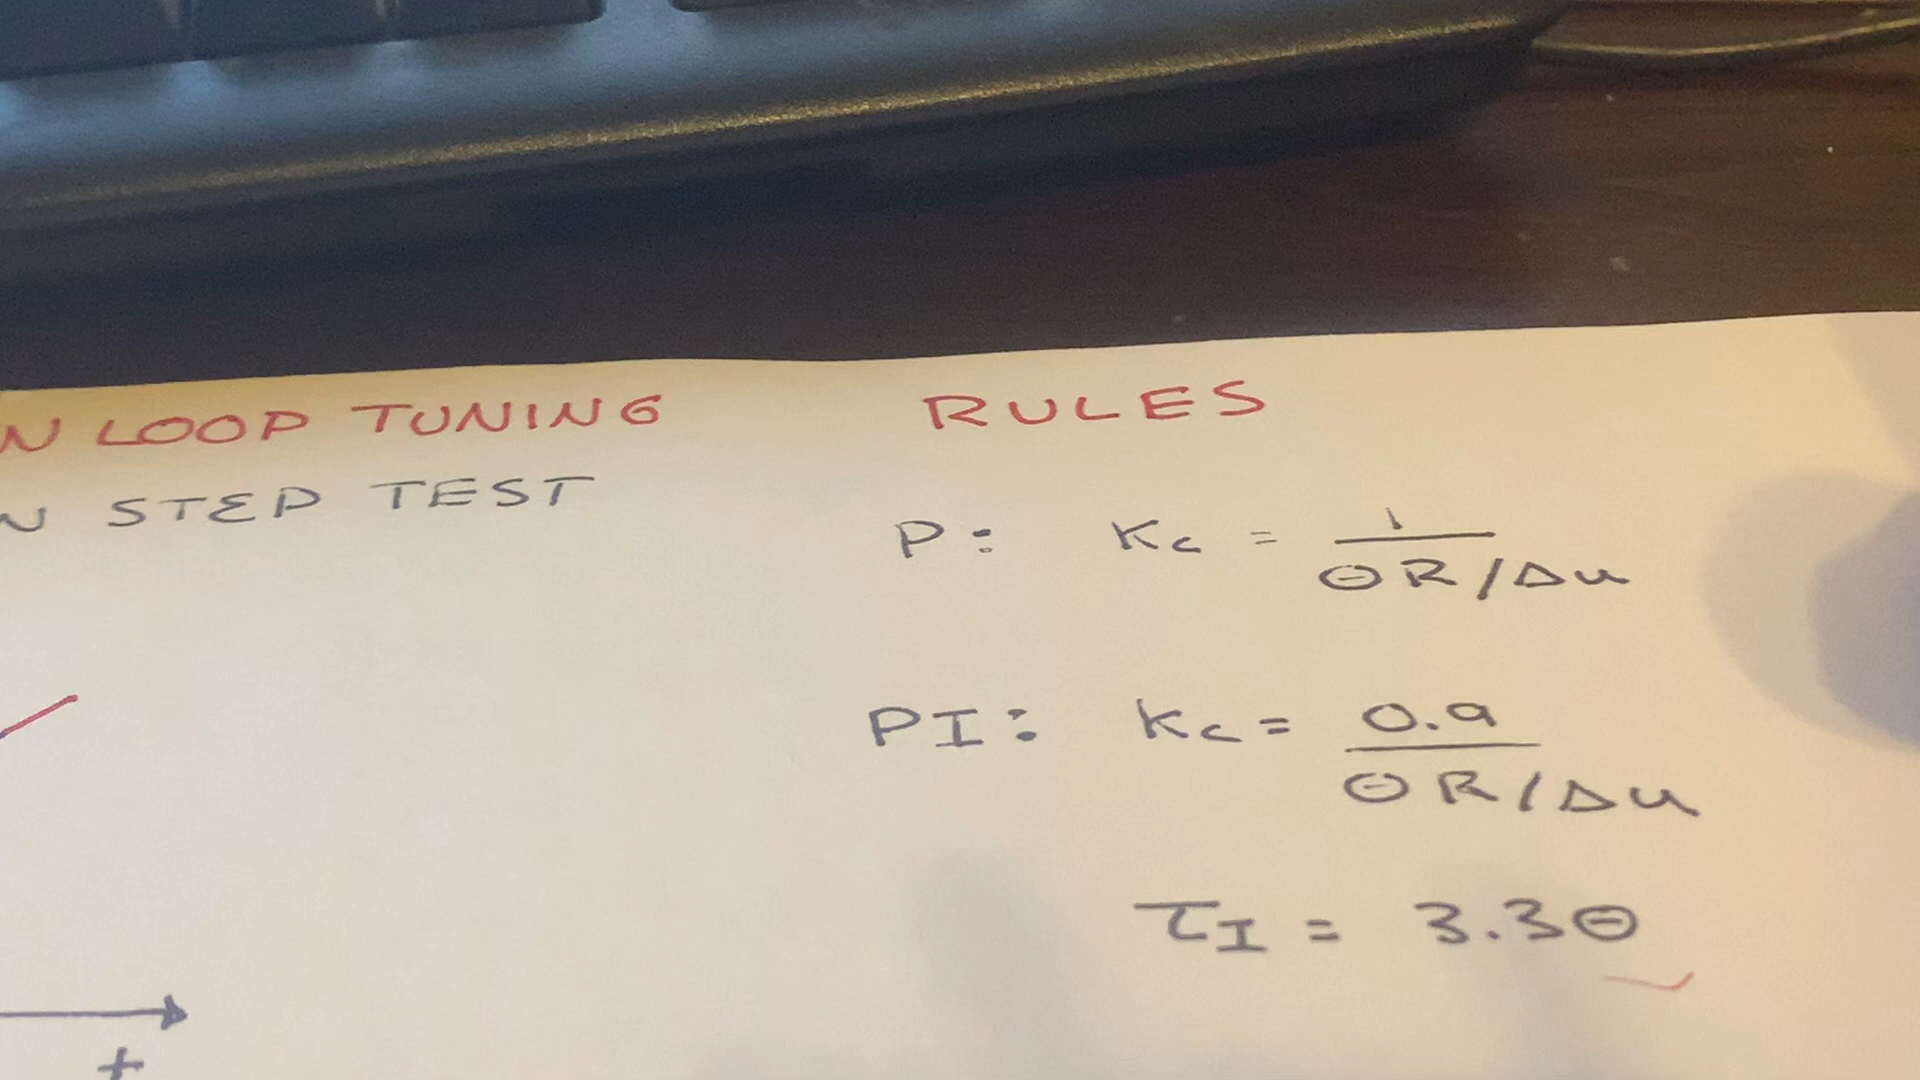 N LOOP TUNING RULES
N STEP TEST
P: Kc = 1 / ΘR/Δu
PI: Kc = 0.9 / ΘR/Δu
τI = 3.3Θ
t